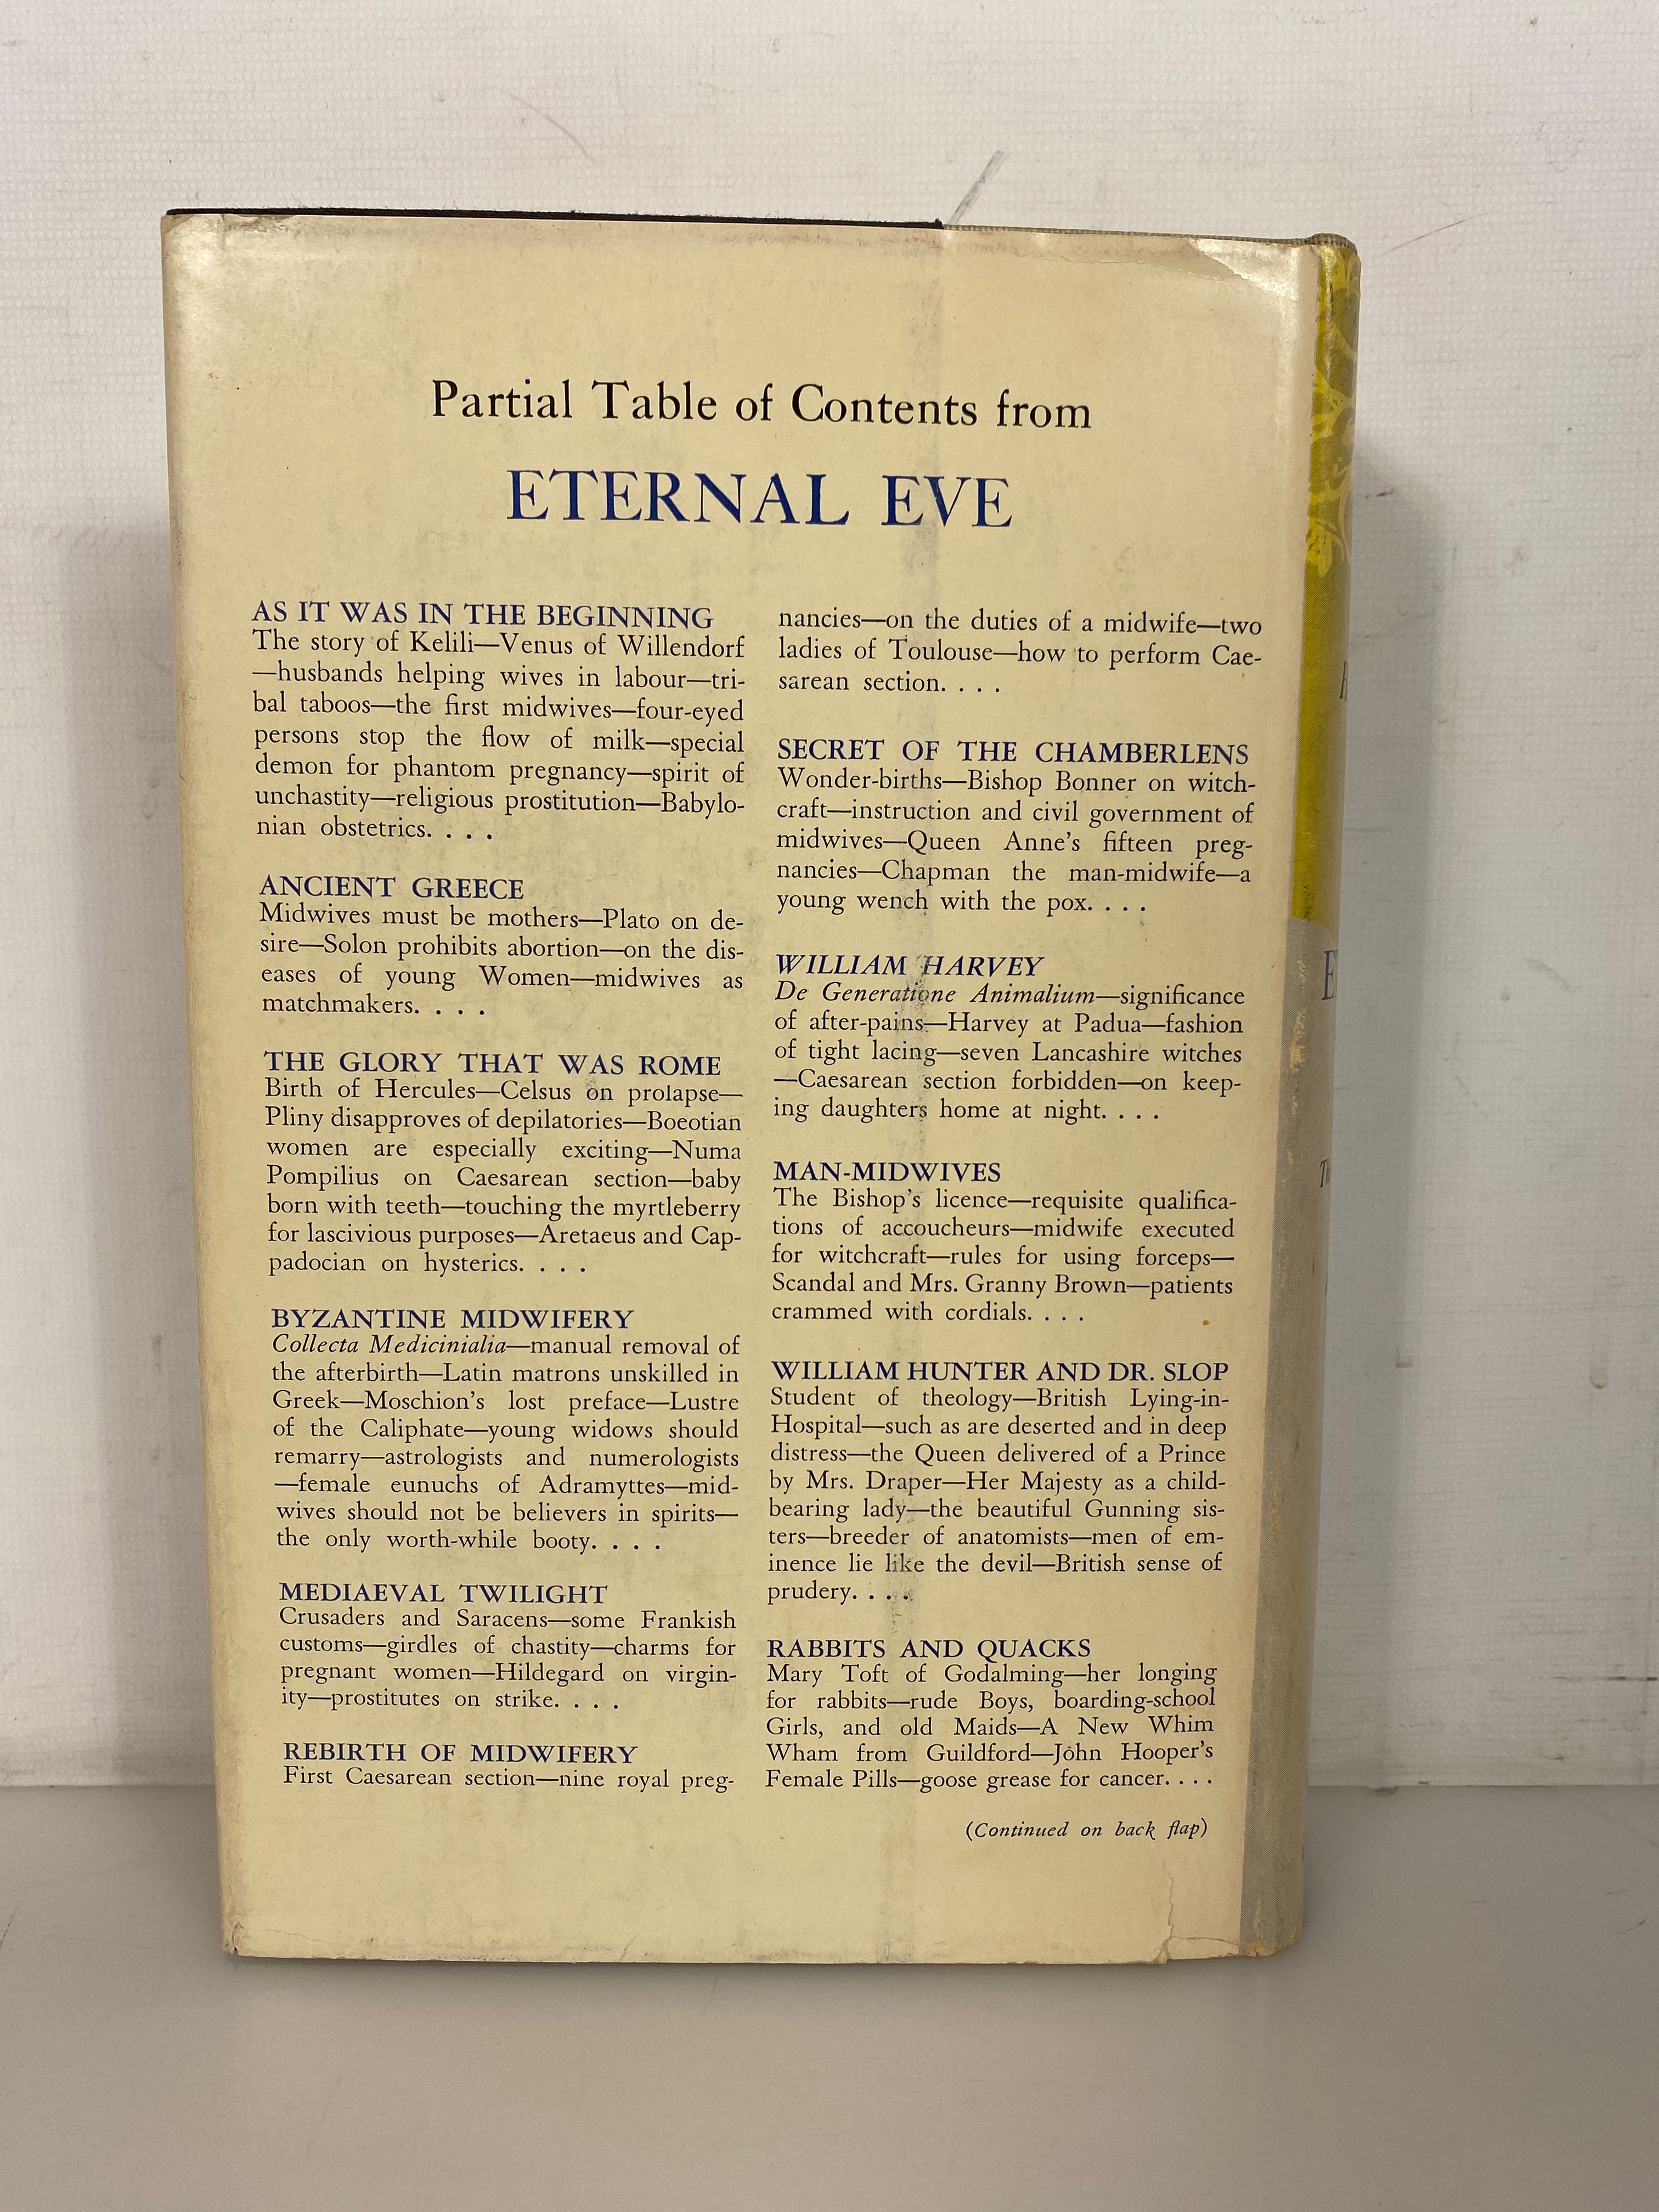 Partial Table of Contents from
ETERNAL EVE
AS IT WAS IN THE BEGINNING
The story of Kelili—Venus of Willendorf
—husbands helping wives in labour—tri-
bal taboos—the first midwives—four-eyed
persons stop the flow of milk—special
demon for phantom pregnancy—spirit of
unchastity—religious prostitution—Babylo-
nian obstetrics. . . .
ANCIENT GREECE
Midwives must be mothers—Plato on de-
sire—Solon prohibits abortion—on the dis-
eases of young Women—midwives as
matchmakers. . . .
THE GLORY THAT WAS ROME
Birth of Hercules—Celsus on prolapse—
Pliny disapproves of depilatories—Boeotian
women are especially exciting—Numa
Pompilius on Caesarean section—baby
born with teeth—touching the myrtleberry
for lascivious purposes—Aretaeus and Cap-
padocian on hysterics. . . .
BYZANTINE MIDWIFERY
Collecta Medicinialia—manual removal of
the afterbirth—Latin matrons unskilled in
Greek—Moschion's lost preface—Lustre
of the Caliphate—young widows should
remarry—astrologists and numerologists
—female eunuchs of Adramyttes—mid-
wives should not be believers in spirits—
the only worth-while booty. . . .
MEDIAEVAL TWILIGHT
Crusaders and Saracens—some Frankish
customs—girdles of chastity—charms for
pregnant women—Hildegard on virgin-
ity—prostitutes on strike. . . .
REBIRTH OF MIDWIFERY
First Caesarean section—nine royal preg-
nancies—on the duties of a midwife—two
ladies of Toulouse—how to perform Cae-
sarean section. . . .
SECRET OF THE CHAMBERLENS
Wonder-births—Bishop Bonner on witch-
craft—instruction and civil government of
midwives—Queen Anne's fifteen preg-
nancies—Chapman the man-midwife—a
young wench with the pox. . . .
WILLIAM HARVEY
De Generatione Animalium—significance
of after-pains—Harvey at Padua—fashion
of tight lacing—seven Lancashire witches
—Caesarean section forbidden—on keep-
ing daughters home at night. . . .
MAN-MIDWIVES
The Bishop's licence—requisite qualifica-
tions of accoucheurs—midwife executed
for witchcraft—rules for using forceps—
Scandal and Mrs. Granny Brown—patients
crammed with cordials. . . .
WILLIAM HUNTER AND DR. SLOP
Student of theology—British Lying-in-
Hospital—such as are deserted and in deep
distress—the Queen delivered of a Prince
by Mrs. Draper—Her Majesty as a child-
bearing lady—the beautiful Gunning sis-
ters—breeder of anatomists—men of em-
inence lie like the devil—British sense of
prudery. . . .
RABBITS AND QUACKS
Mary Toft of Godalming—her longing
for rabbits—rude Boys, boarding-school
Girls, and old Maids—A New Whim
Wham from Guildford—John Hooper's
Female Pills—goose grease for cancer. . . .
(Continued on back flap)